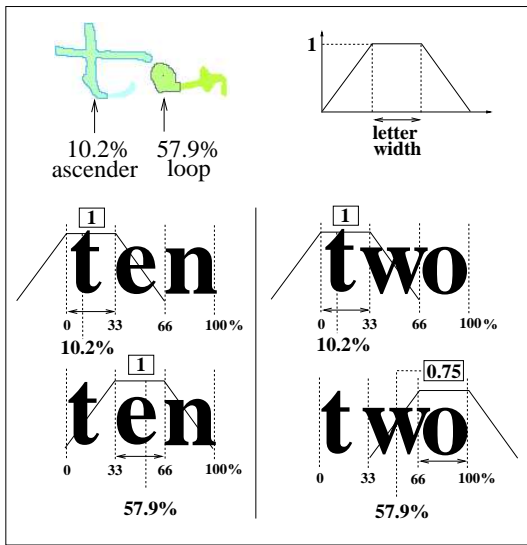 10.2% 57.9%
ascender loop
1
letter
width
1
ten
0 33 66 100%
10.2%
1
ten
0 33 66 100%
57.9%
1
two
0 33 66 100%
10.2%
0.75
two
0 33 66 100%
57.9%